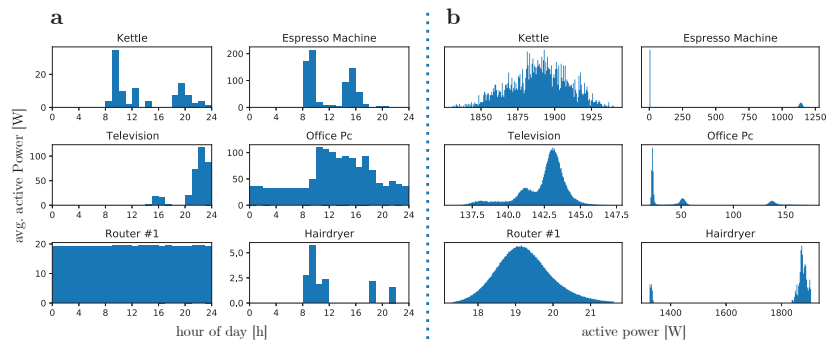 a
b
avg. active Power [W]
Kettle
20
0
0 4 8 12 16 20 24
Espresso Machine
200
100
0
0 4 8 12 16 20 24
Television
100
50
0
0 4 8 12 16 20 24
Office Pc
100
50
0
0 4 8 12 16 20 24
Router #1
20
10
0
0 4 8 12 16 20 24
Hairdryer
5.0
2.5
0.0
0 4 8 12 16 20 24
hour of day [h]
Kettle
1850 1875 1900 1925
Espresso Machine
0 250 500 750 1000 1250
Television
137.5 140.0 142.5 145.0 147.5
Office Pc
50 100 150
Router #1
18 19 20 21
Hairdryer
1400 1600 1800
active power [W]